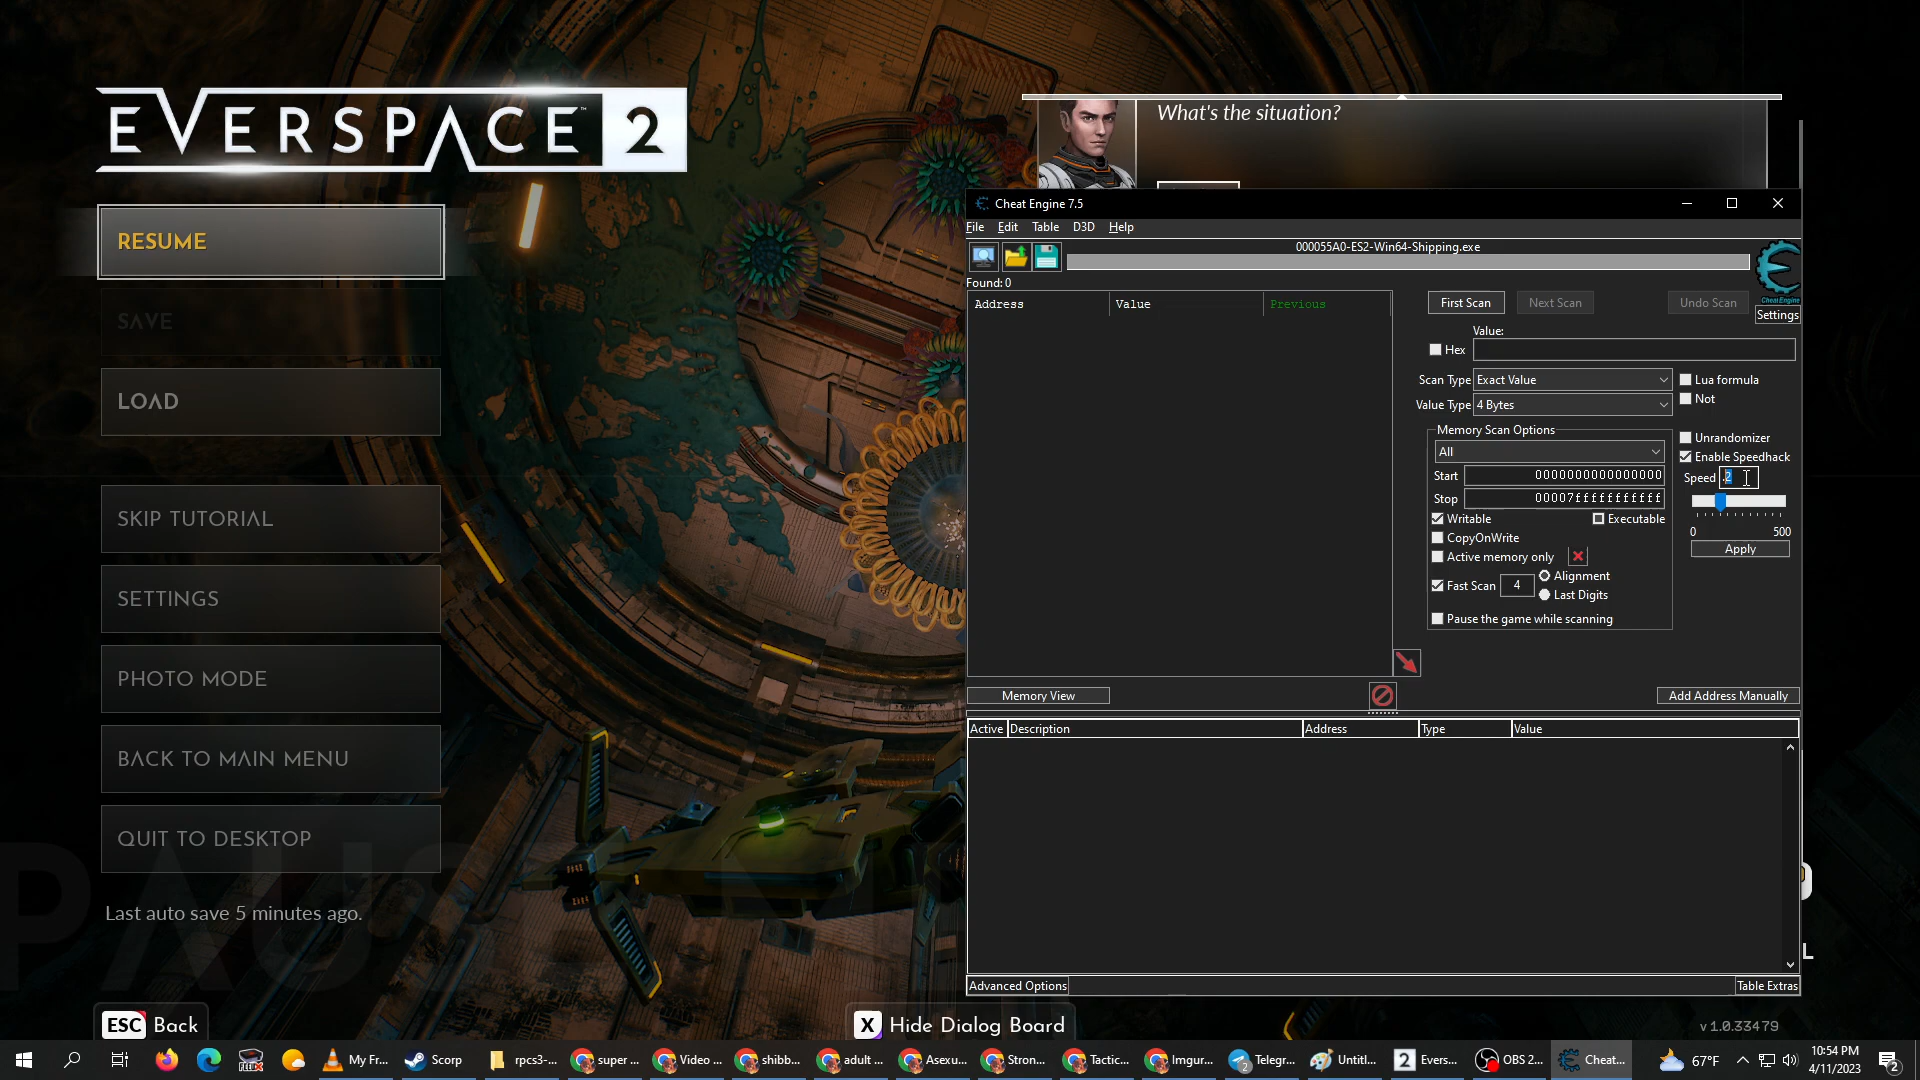 EVERSPACE™ 2
RESUME
SAVE
LOAD
SKIP TUTORIAL
SETTINGS
PHOTO MODE
BACK TO MAIN MENU
QUIT TO DESKTOP
Last auto save 5 minutes ago.
ESC Back
X Hide Dialog Board
What's the situation?
Cheat Engine 7.5
File Edit Table D3D Help
000055A0-ES2-Win64-Shipping.exe
Found: 0
Address Value Previous
First Scan Next Scan Undo Scan
Cheat Engine
Settings
Value:
Hex
Scan Type Exact Value
Lua formula
Value Type 4 Bytes
Not
Memory Scan Options
All
Unrandomizer
Enable Speedhack
Start 0000000000000000
Speed .2
Stop 00007fffffffffff
Writable Executable
0 500
CopyOnWrite
Apply
Active memory only
Fast Scan 4 Alignment
Last Digits
Pause the game while scanning
Memory View
Add Address Manually
Active Description Address Type Value
Advanced Options
Table Extras
v 1.0.33479
My Fr... Scorp rpcs3-... super ... Video ... shibb... adult ... Asexu... Stron... Tactic... Imgur... Telegr... Untitl... Evers... OBS 2... Cheat... 67°F
10:54 PM
4/11/2023
2